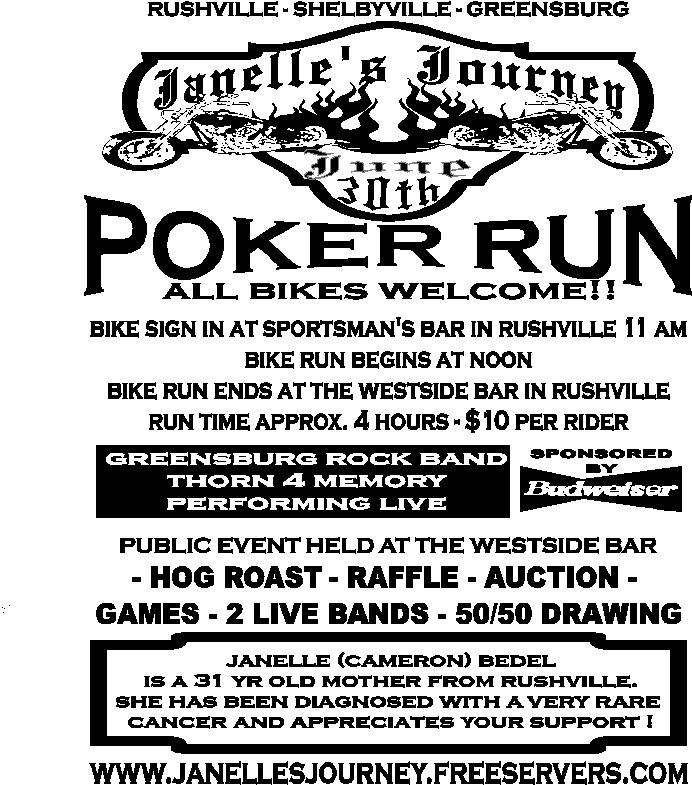 RUSHVILLE - SHELBYVILLE - GREENSBURG
Janelle's Journey
June
30th
POKER RUN
ALL BIKES WELCOME!!
BIKE SIGN IN AT SPORTSMAN'S BAR IN RUSHVILLE 11 AM
BIKE RUN BEGINS AT NOON
BIKE RUN ENDS AT THE WESTSIDE BAR IN RUSHVILLE
RUN TIME APPROX. 4 HOURS - $10 PER RIDER
GREENSBURG ROCK BAND
THORN 4 MEMORY
PERFORMING LIVE
SPONSORED
BY
Budweiser
PUBLIC EVENT HELD AT THE WESTSIDE BAR
- HOG ROAST - RAFFLE - AUCTION -
GAMES - 2 LIVE BANDS - 50/50 DRAWING
JANELLE (CAMERON) BEDEL
IS A 31 YR OLD MOTHER FROM RUSHVILLE.
SHE HAS BEEN DIAGNOSED WITH A VERY RARE
CANCER AND APPRECIATES YOUR SUPPORT !
WWW.JANELLESJOURNEY.FREESERVERS.COM